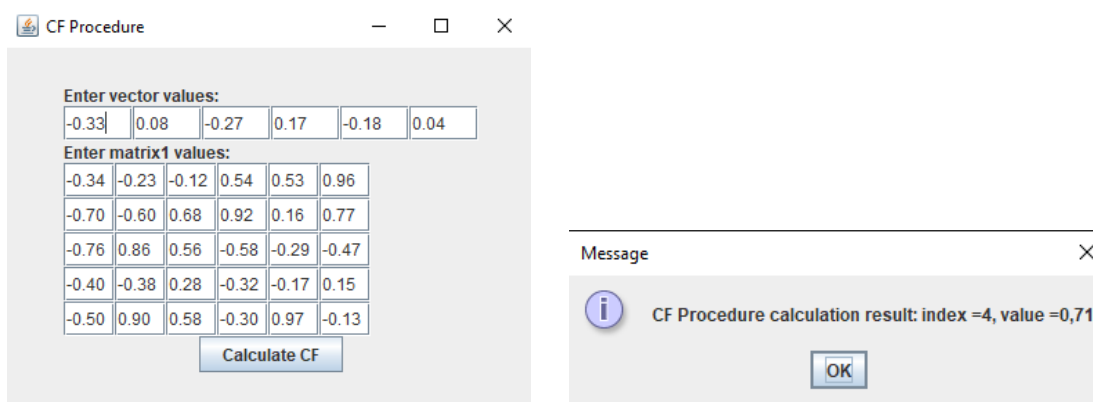 CF Procedure
Enter vector values:
-0.33 0.08 -0.27 0.17 -0.18 0.04
Enter matrix1 values:
-0.34 -0.23 -0.12 0.54 0.53 0.96
-0.70 -0.60 0.68 0.92 0.16 0.77
-0.76 0.86 0.56 -0.58 -0.29 -0.47
-0.40 -0.38 0.28 -0.32 -0.17 0.15
-0.50 0.90 0.58 -0.30 0.97 -0.13
Calculate CF
Message
CF Procedure calculation result: index =4, value =0,71
OK